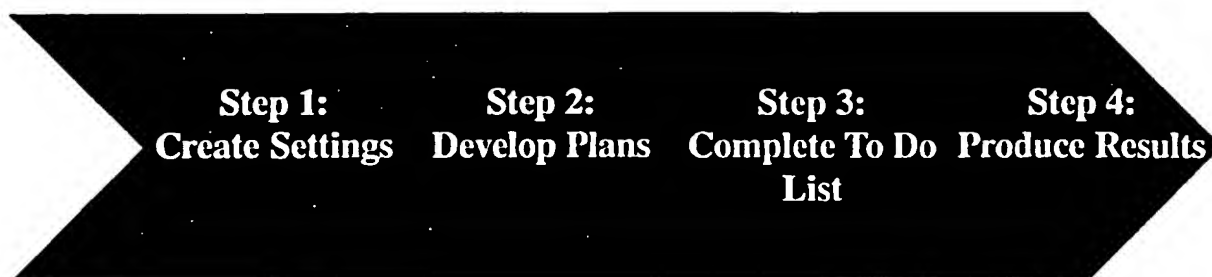 Step 1:
Create Settings
Step 2:
Develop Plans
Step 3:
Complete To Do
List
Step 4:
Produce Results